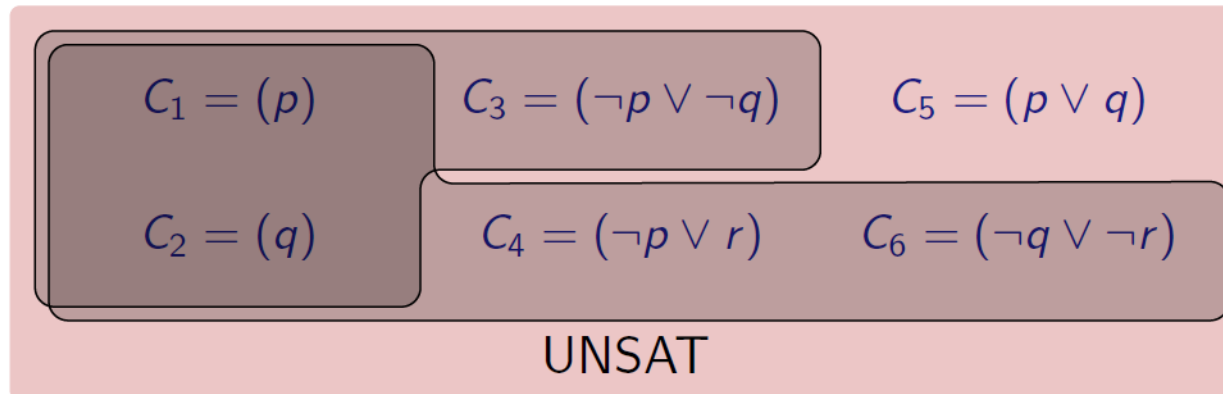 C₁ = (p) C₃ = (¬p ∨ ¬q) C₅ = (p ∨ q)
C₂ = (q) C₄ = (¬p ∨ r) C₆ = (¬q ∨ ¬r)
UNSAT